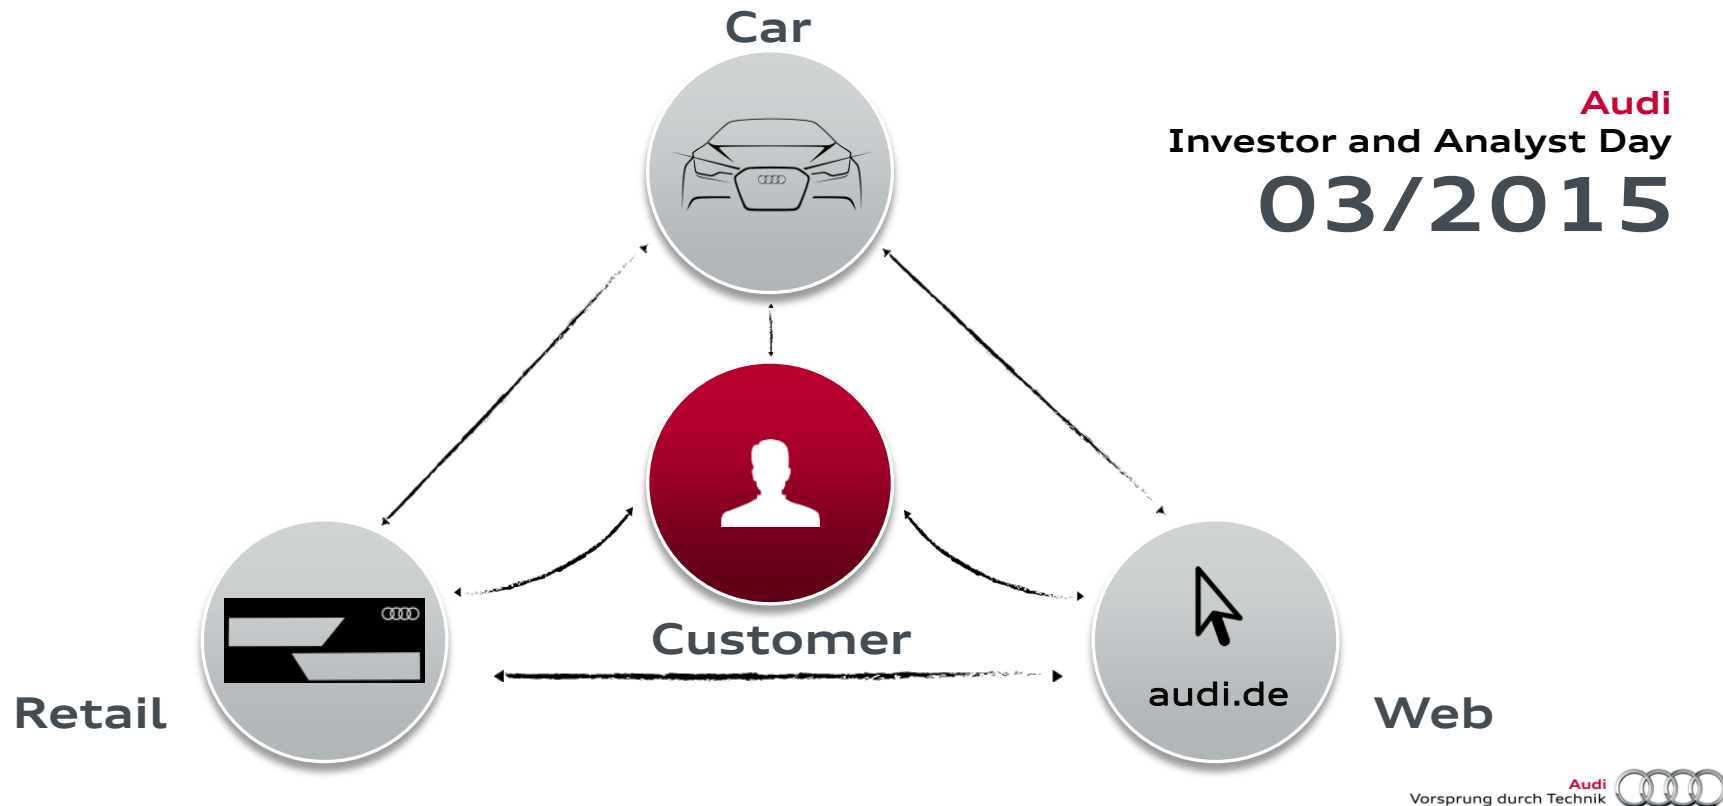 Car
Audi
Investor and Analyst Day
03/2015
Customer
Retail
audi.de
Web
Audi
Vorsprung durch Technik